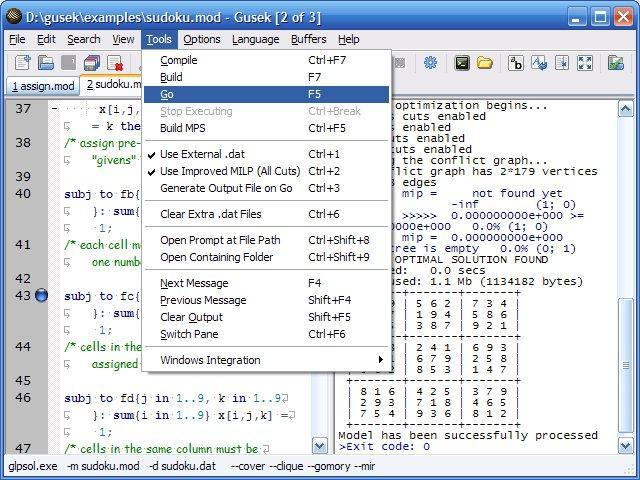 D:\gusek\examples\sudoku.mod - Gusek [2 of 3]
File Edit Search View Tools Options Language Buffers Help
1 assign.mod 2 sudoku.m
Compile Ctrl+F7
Build F7
Go F5
Stop Executing Ctrl+Break
Build MPS Ctrl+F5
Use External .dat Ctrl+1
Use Improved MILP (All Cuts) Ctrl+2
Generate Output File on Go Ctrl+3
Clear Extra .dat Files Ctrl+6
Open Prompt at File Path Ctrl+Shift+8
Open Containing Folder Ctrl+Shift+9
Next Message F4
Previous Message Shift+F4
Clear Output Shift+F5
Switch Pane Ctrl+F6
Windows Integration
37 - x[i,j,
= k the
38 /* assign pre-
"givens"
39
40 subj to fb{
}: sum{
1;
41 /* each cell m
one numb
42
43 subj to fc{
}: sum{
1;
44 /* cells in the
assigned
45
46 subj to fd{j in 1..9, k in 1..9
}: sum{i in 1..9} x[i,j,k] =
1;
47 /* cells in the same column must be
optimization begins...
cuts enabled
uts enabled
enabled
nabled
ng the conflict graph...
flict graph has 2*179 vertices
3 edges
mip = not found yet
-inf (1; 0)
>>>>> 0.000000000e+000 >=
e+000 0.0% (1; 0)
mip = 0.000000000e+000
tree is empty 0.0% (0; 1)
OPTIMAL SOLUTION FOUND
ed: 0.0 secs
used: 1.1 Mb (1134182 bytes)
| 5 6 2 | 7 3 4 |
| 1 9 4 | 5 8 6 |
| 3 8 7 | 9 2 1 |
| 2 4 1 | 6 9 3 |
| 6 7 9 | 2 5 8 |
| 8 5 3 | 1 4 7 |
| 8 1 6 | 4 2 5 | 3 7 9 |
| 2 9 3 | 7 1 8 | 4 6 5 |
| 7 5 4 | 9 3 6 | 8 1 2 |
Model has been successfully processed
>Exit code: 0
glpsol.exe -m sudoku.mod -d sudoku.dat --cover --clique --gomory --mir